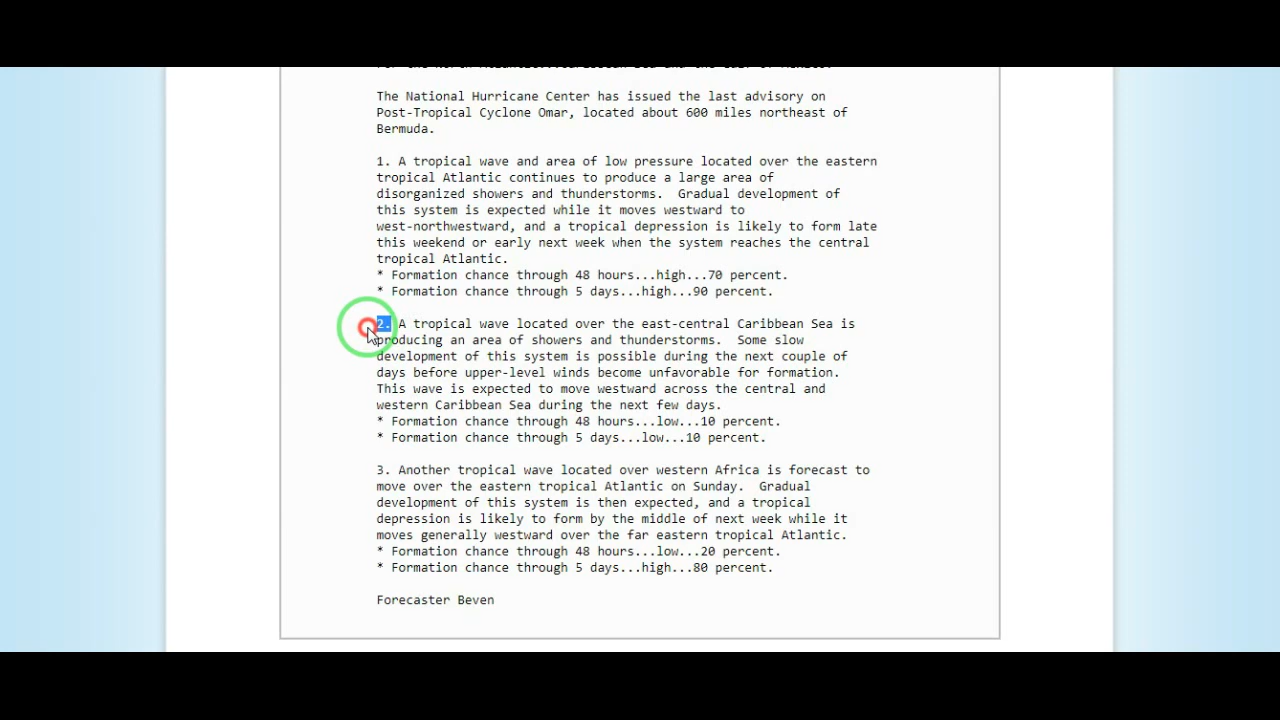 for the North Atlantic...Caribbean Sea and the Gulf of Mexico:
The National Hurricane Center has issued the last advisory on
Post-Tropical Cyclone Omar, located about 600 miles northeast of
Bermuda.
1. A tropical wave and area of low pressure located over the eastern
tropical Atlantic continues to produce a large area of
disorganized showers and thunderstorms.  Gradual development of
this system is expected while it moves westward to
west-northwestward, and a tropical depression is likely to form late
this weekend or early next week when the system reaches the central
tropical Atlantic.
* Formation chance through 48 hours...high...70 percent.
* Formation chance through 5 days...high...90 percent.
2. A tropical wave located over the east-central Caribbean Sea is
producing an area of showers and thunderstorms.  Some slow
development of this system is possible during the next couple of
days before upper-level winds become unfavorable for formation.
This wave is expected to move westward across the central and
western Caribbean Sea during the next few days.
* Formation chance through 48 hours...low...10 percent.
* Formation chance through 5 days...low...10 percent.
3. Another tropical wave located over western Africa is forecast to
move over the eastern tropical Atlantic on Sunday.  Gradual
development of this system is then expected, and a tropical
depression is likely to form by the middle of next week while it
moves generally westward over the far eastern tropical Atlantic.
* Formation chance through 48 hours...low...20 percent.
* Formation chance through 5 days...high...80 percent.
Forecaster Beven